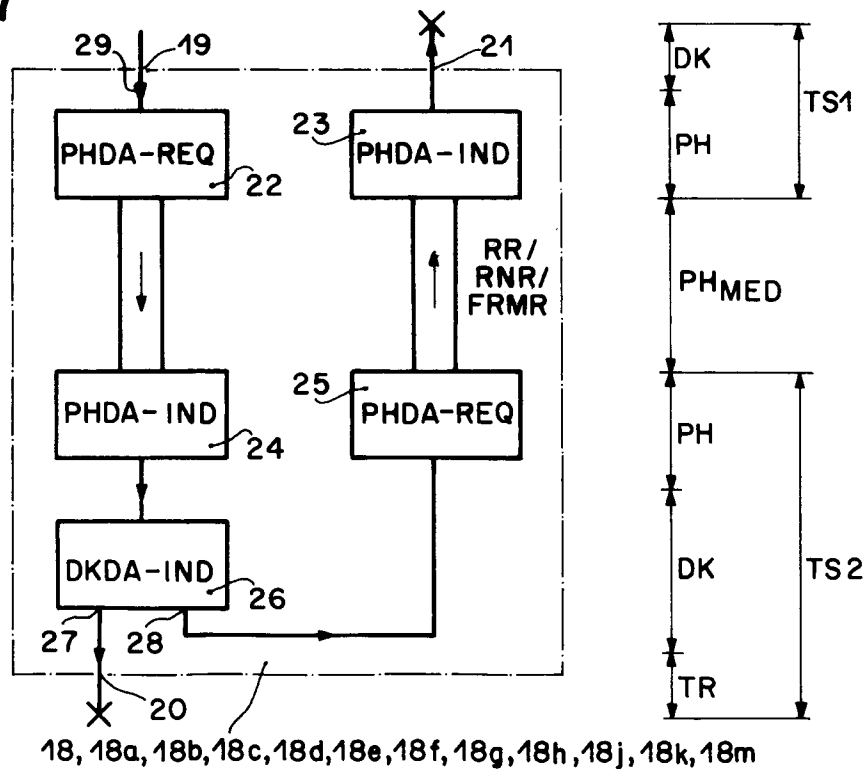 29 19 21
DK
TS1
23
PHDA-REQ
PHDA-IND
PH
22
RR/
RNR/
FRMR
PHMED
25
PHDA-IND
PHDA-REQ
PH
24
DKDA-IND
DK
TS2
26
27 28
20
TR
18, 18a, 18b, 18c, 18d, 18e, 18f, 18g, 18h, 18j, 18k, 18m